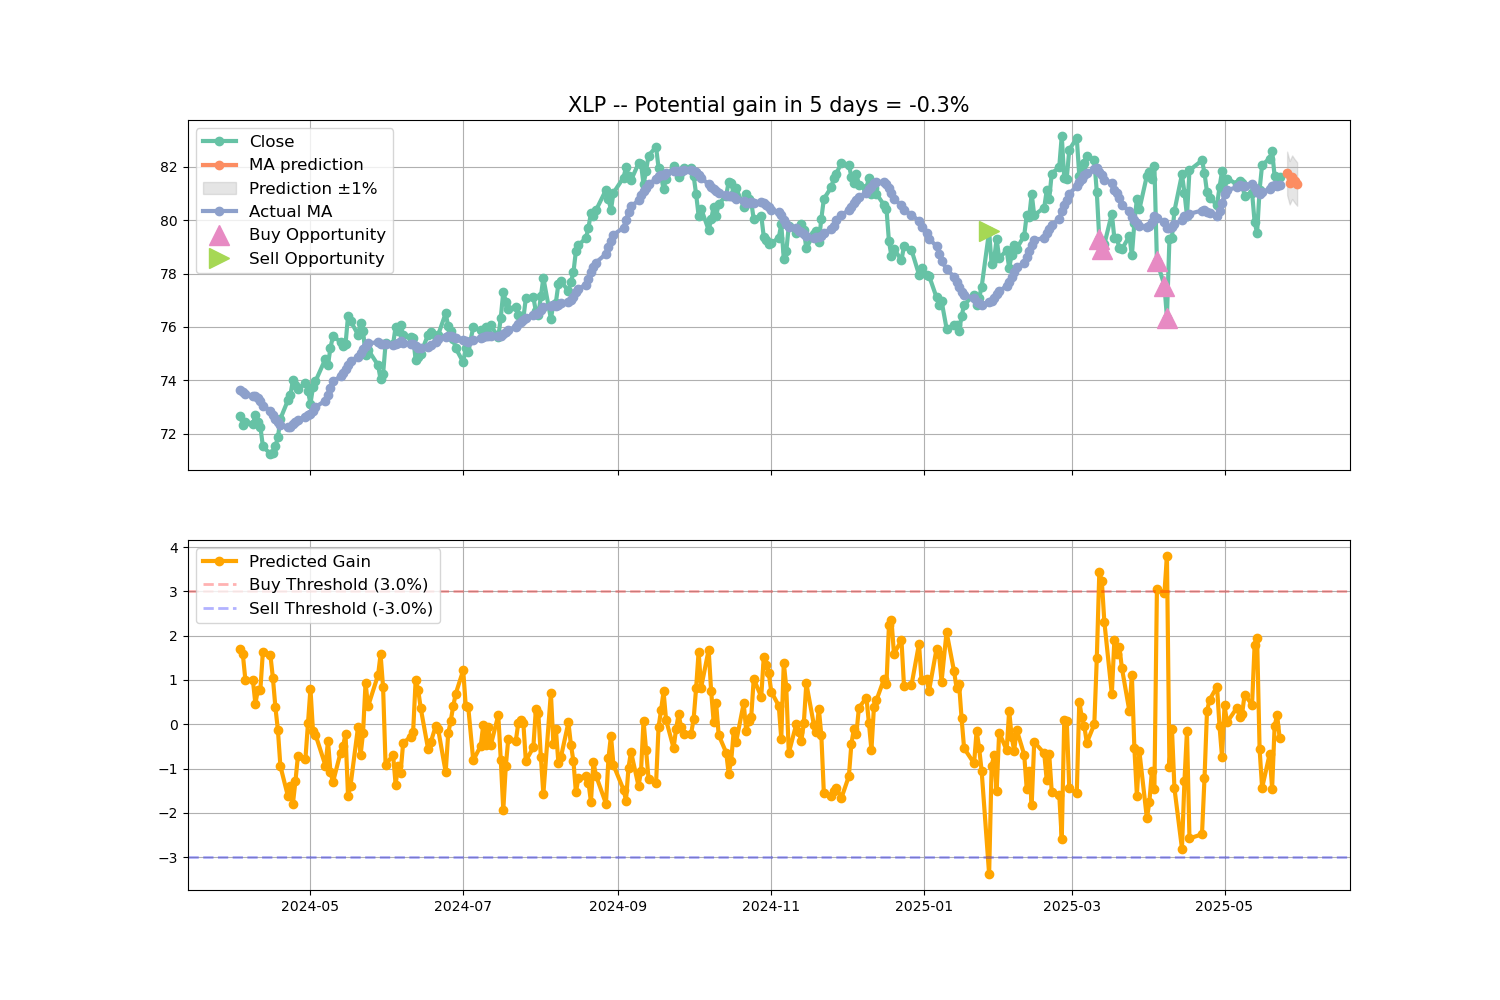 XLP -- Potential gain in 5 days = -0.3%
Close
MA prediction
Prediction ±1%
Actual MA
Buy Opportunity
Sell Opportunity
82
80
78
76
74
72
Predicted Gain
Buy Threshold (3.0%)
Sell Threshold (-3.0%)
4
3
2
1
0
−1
−2
−3
2024-05
2024-07
2024-09
2024-11
2025-01
2025-03
2025-05